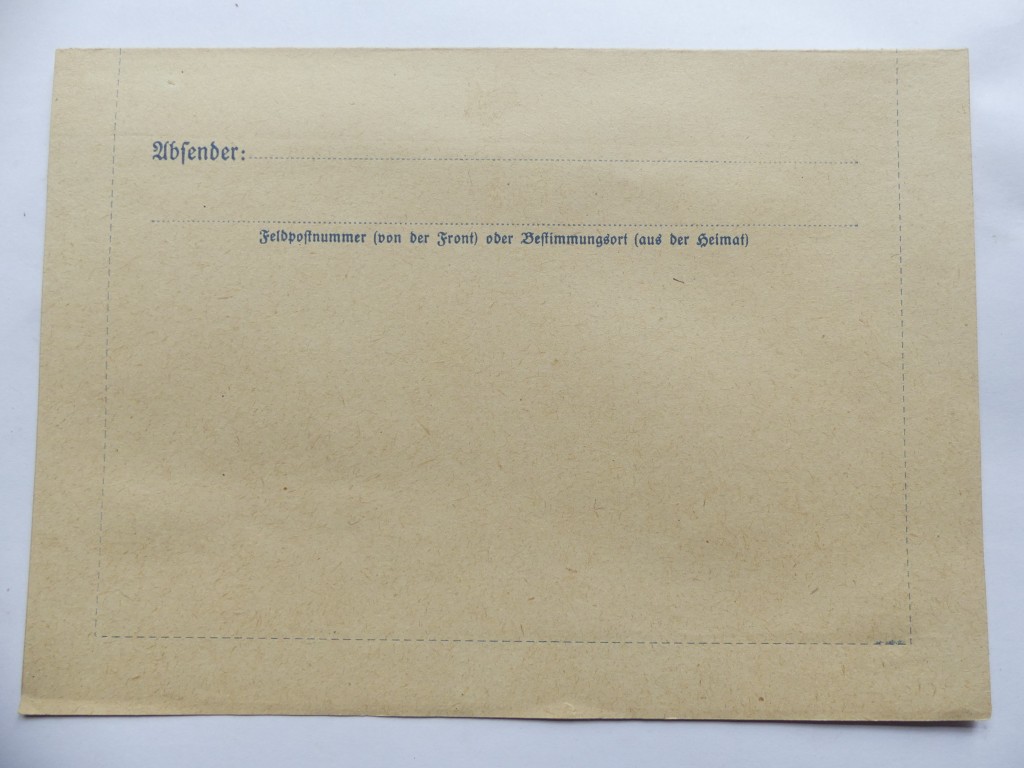 Absender:
Feldpostnummer (von der Front) oder Bestimmungsort (aus der Heimat)